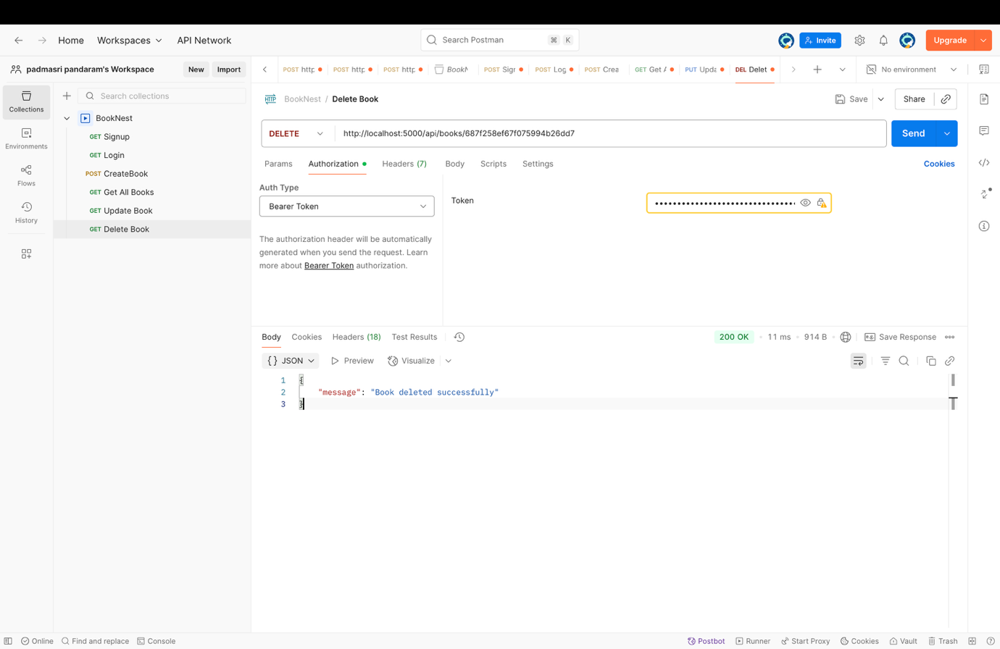 Home Workspaces API Network Search Postman ⌘ K Invite Upgrade
padmasri pandaram's Workspace New Import POST http POST http POST http BookN POST Sign POST Log POST Crea GET Get A PUT Upda DEL Delet No environment
Collections Search collections BookNest / Delete Book Save Share
BookNest
DELETE http://localhost:5000/api/books/687f258ef67f075994b26dd7 Send
Environments GET Signup
GET Login
Flows POST CreateBook Params Authorization Headers (7) Body Scripts Settings Cookies
GET Get All Books Auth Type
History GET Update Book Bearer Token Token ••••••••••••••••••••••••••••••••
GET Delete Book
The authorization header will be automatically
generated when you send the request. Learn
more about Bearer Token authorization.
Body Cookies Headers (18) Test Results 200 OK • 11 ms • 914 B Save Response
{} JSON Preview Visualize
1 {
2 "message": "Book deleted successfully"
3 }
Online Find and replace Console Postbot Runner Start Proxy Cookies Vault Trash